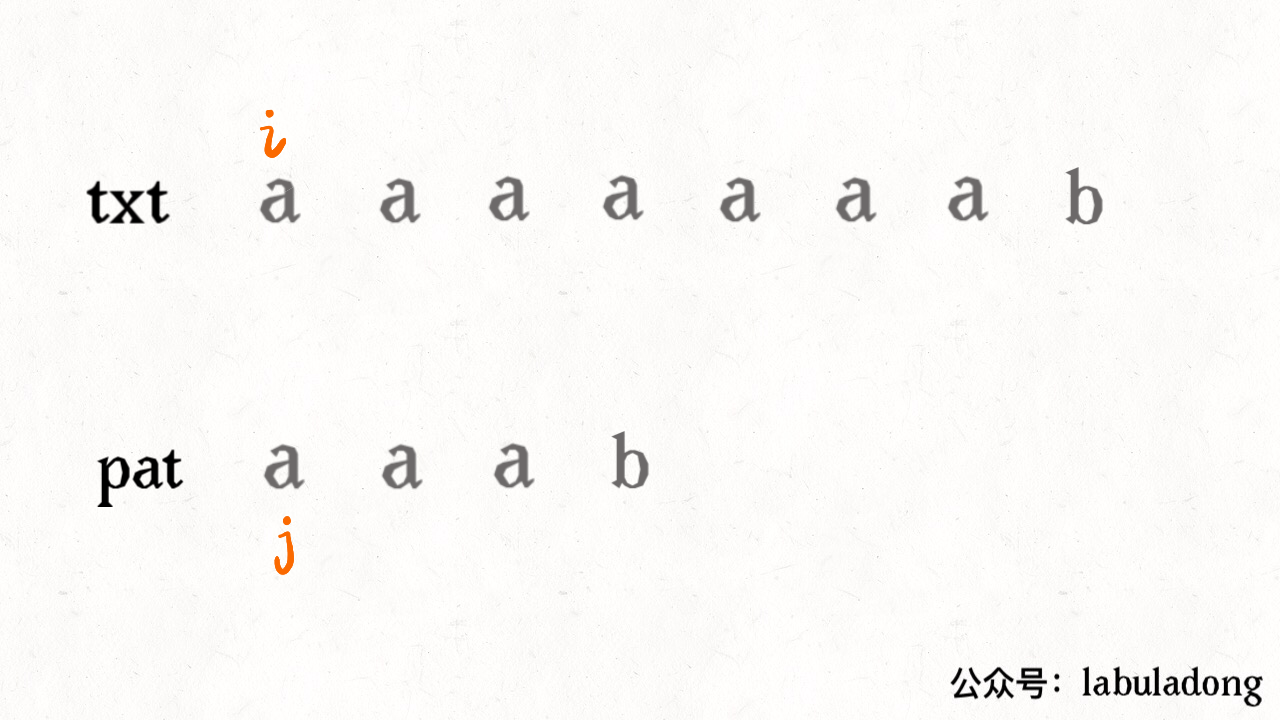 i
txt a a a a a a a b
pat a a a b
j
公众号：labuladong